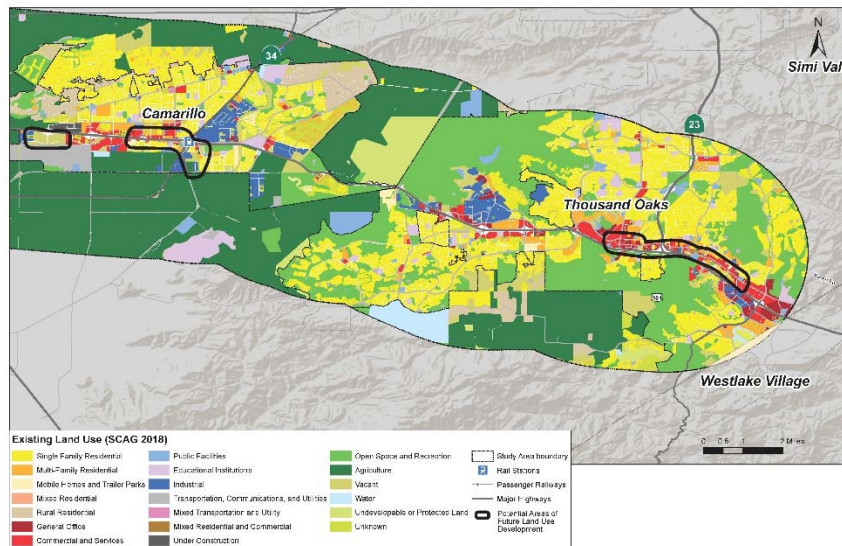 N
34
Simi Val
Camarillo
23
Thousand Oaks
101
Westlake Village
0 0.5 1 2 Miles
Existing Land Use (SCAG 2018)
Single Family Residential
Multi-Family Residential
Mobile Homes and Trailer Parks
Mixed Residential
Rural Residential
General Office
Commercial and Services
Public Facilities
Educational Institutions
Industrial
Transportation, Communications, and Utilities
Mixed Transportation and Utility
Mixed Residential and Commercial
Under Construction
Open Space and Recreation
Agriculture
Vacant
Water
Undevelopable or Protected Land
Unknown
Study Area boundary
Rail Stations
Passenger Railways
Major Highways
Potential Areas of
Future Land Use
Development